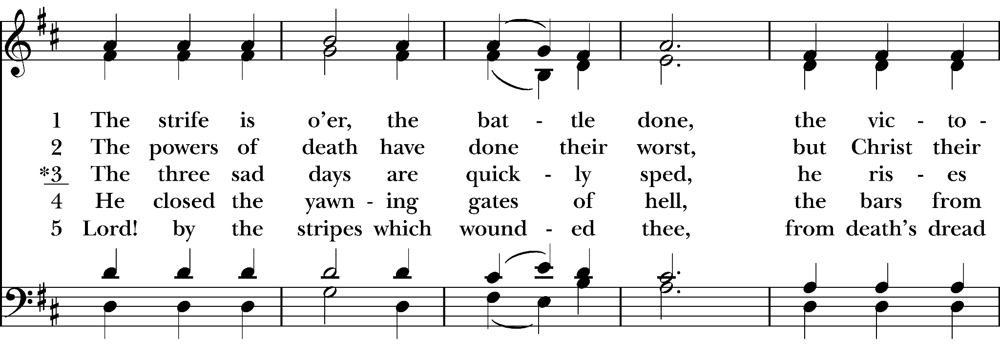 1 The strife is o’er, the bat - tle done, the vic - to -
2 The powers of death have done their worst, but Christ their
*3 The three sad days are quick - ly sped, he ris - es
4 He closed the yawn - ing gates of hell, the bars from
5 Lord! by the stripes which wound - ed thee, from death’s dread